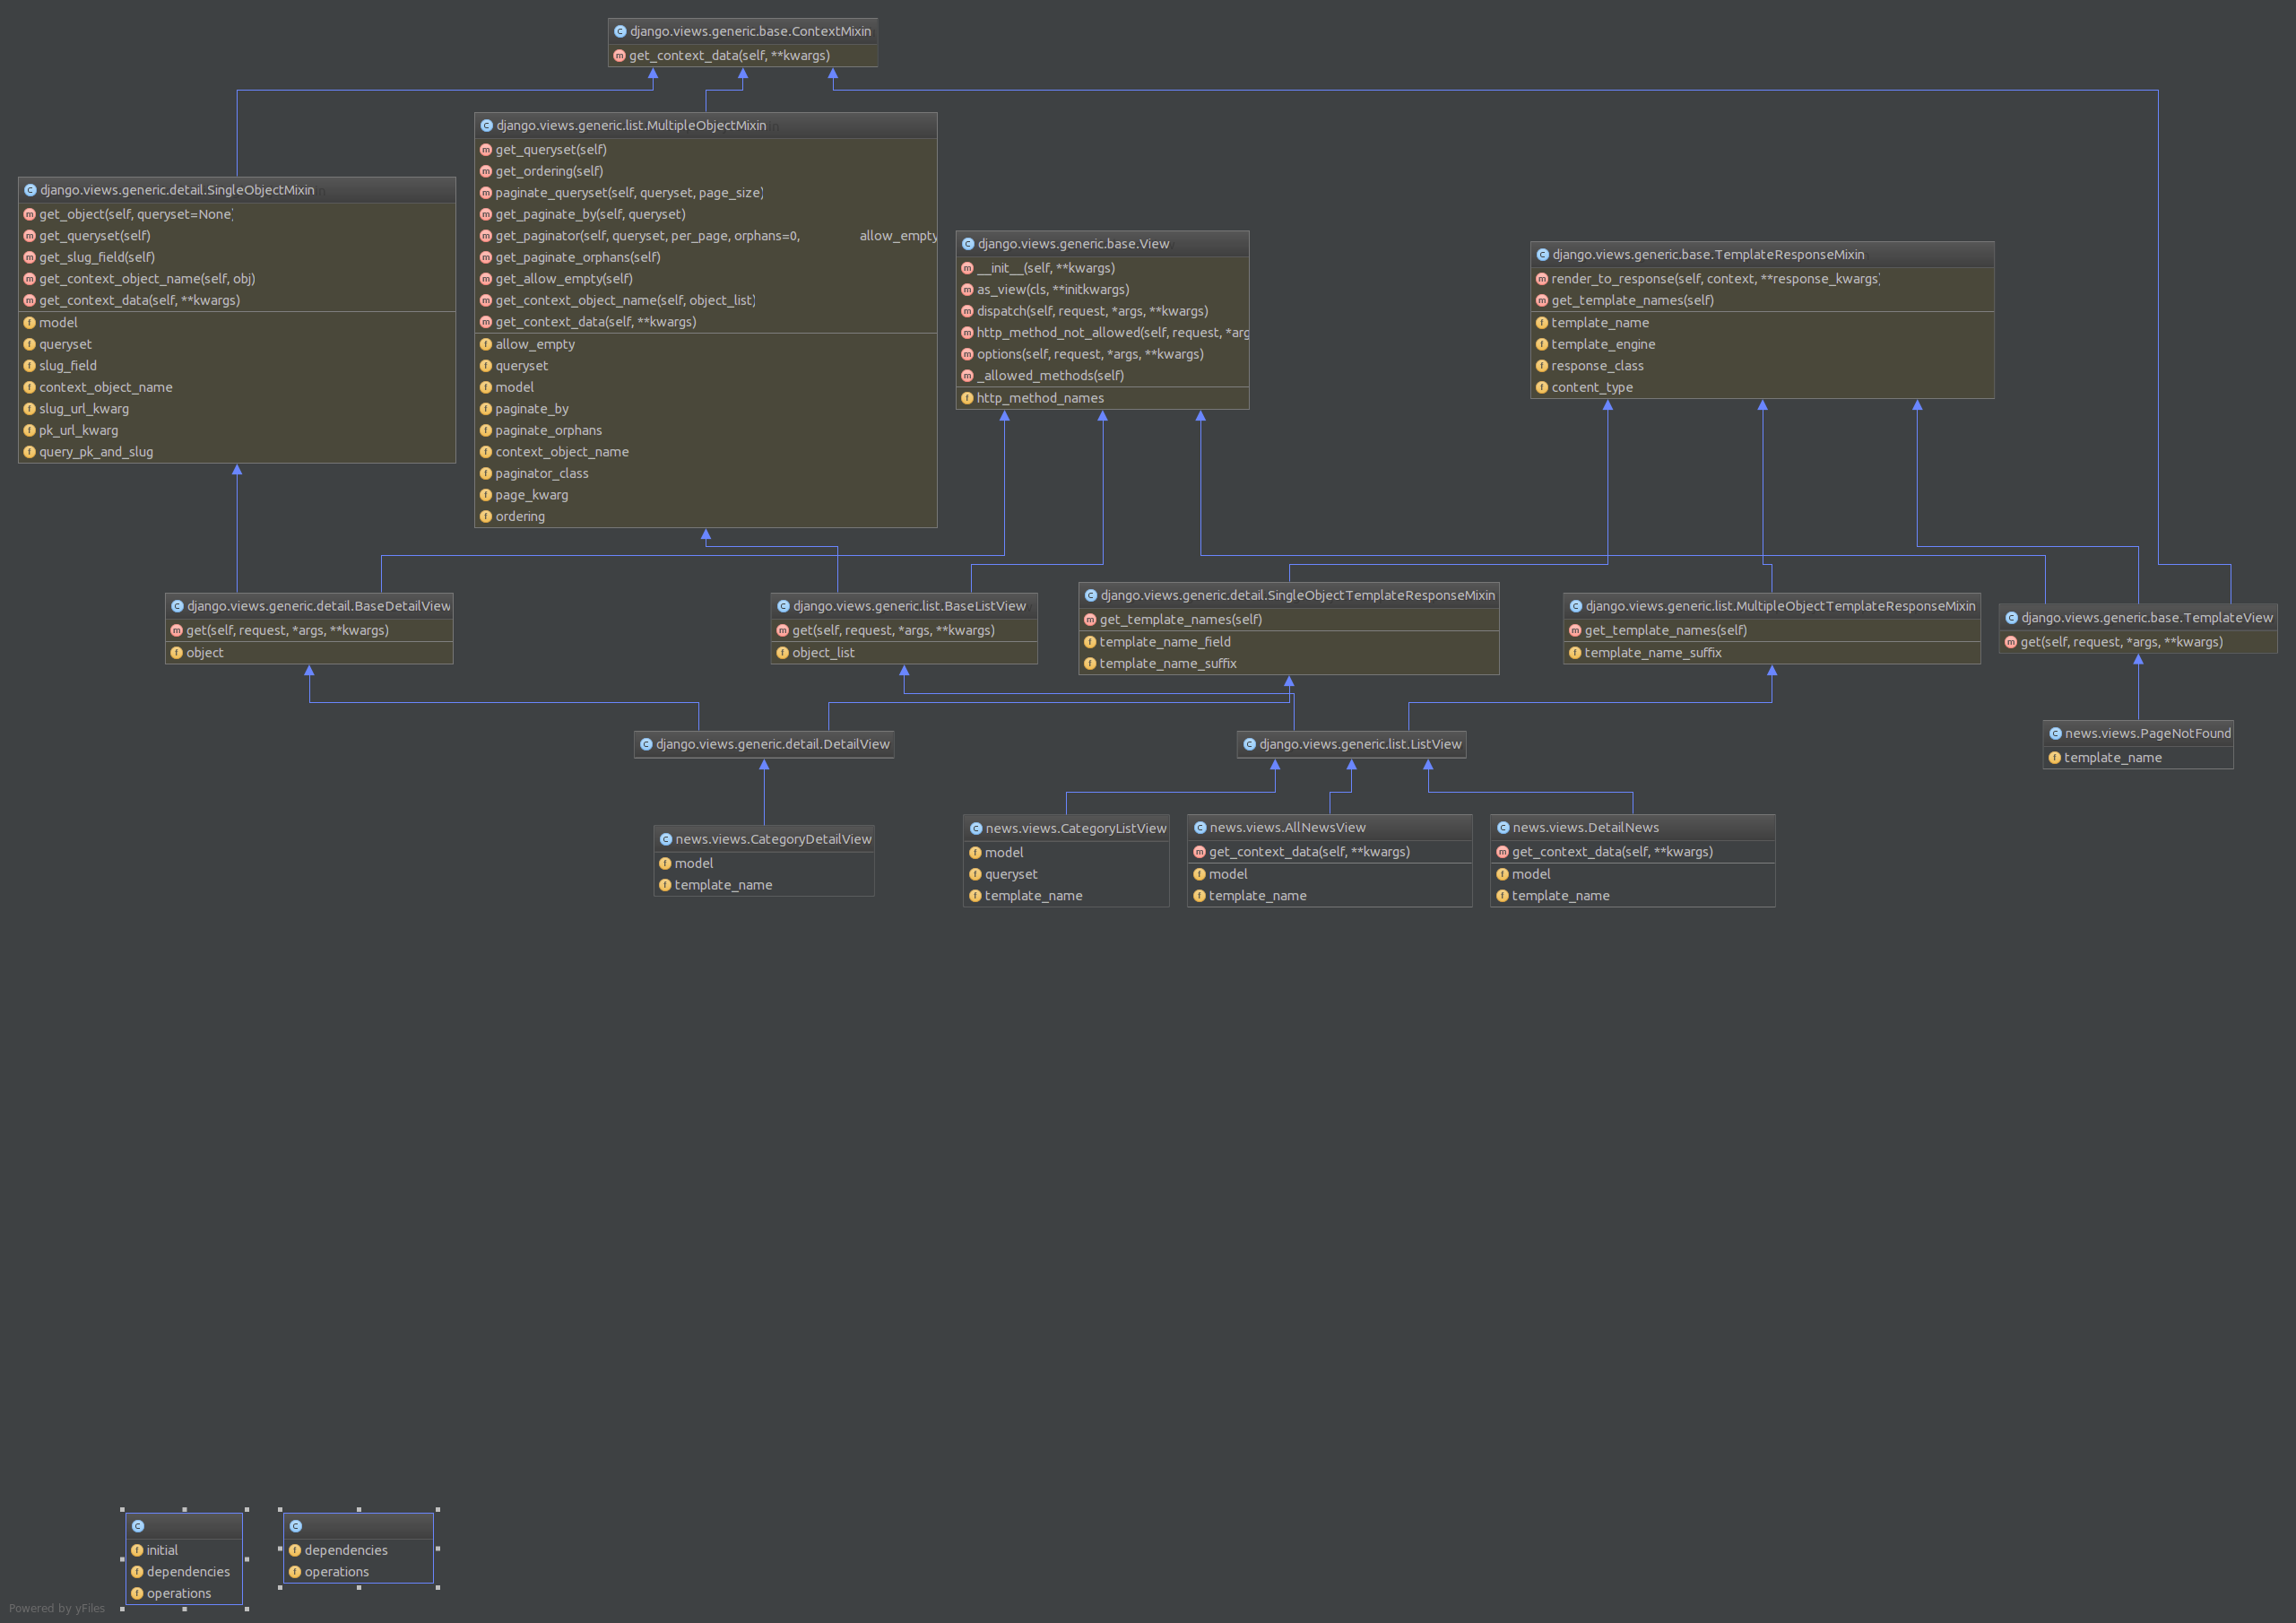 django.views.generic.base.ContextMixin
get_context_data(self, **kwargs)
django.views.generic.detail.SingleObjectMixin
get_object(self, queryset=None)
get_queryset(self)
get_slug_field(self)
get_context_object_name(self, obj)
get_context_data(self, **kwargs)
model
queryset
slug_field
context_object_name
slug_url_kwarg
pk_url_kwarg
query_pk_and_slug
django.views.generic.list.MultipleObjectMixin
get_queryset(self)
get_ordering(self)
paginate_queryset(self, queryset, page_size)
get_paginate_by(self, queryset)
get_paginator(self, queryset, per_page, orphans=0, allow_empty
get_paginate_orphans(self)
get_allow_empty(self)
get_context_object_name(self, object_list)
get_context_data(self, **kwargs)
allow_empty
queryset
model
paginate_by
paginate_orphans
context_object_name
paginator_class
page_kwarg
ordering
django.views.generic.base.View
__init__(self, **kwargs)
as_view(cls, **initkwargs)
dispatch(self, request, *args, **kwargs)
http_method_not_allowed(self, request, *arg
options(self, request, *args, **kwargs)
_allowed_methods(self)
http_method_names
django.views.generic.base.TemplateResponseMixin
render_to_response(self, context, **response_kwargs)
get_template_names(self)
template_name
template_engine
response_class
content_type
django.views.generic.detail.BaseDetailView
get(self, request, *args, **kwargs)
object
django.views.generic.list.BaseListView
get(self, request, *args, **kwargs)
object_list
django.views.generic.detail.SingleObjectTemplateResponseMixin
get_template_names(self)
template_name_field
template_name_suffix
django.views.generic.list.MultipleObjectTemplateResponseMixin
get_template_names(self)
template_name_suffix
django.views.generic.base.TemplateView
get(self, request, *args, **kwargs)
django.views.generic.detail.DetailView
django.views.generic.list.ListView
news.views.PageNotFound
template_name
news.views.CategoryDetailView
model
template_name
news.views.CategoryListView
model
queryset
template_name
news.views.AllNewsView
get_context_data(self, **kwargs)
model
template_name
news.views.DetailNews
get_context_data(self, **kwargs)
model
template_name
initial
dependencies
operations
dependencies
operations
Powered by yFiles